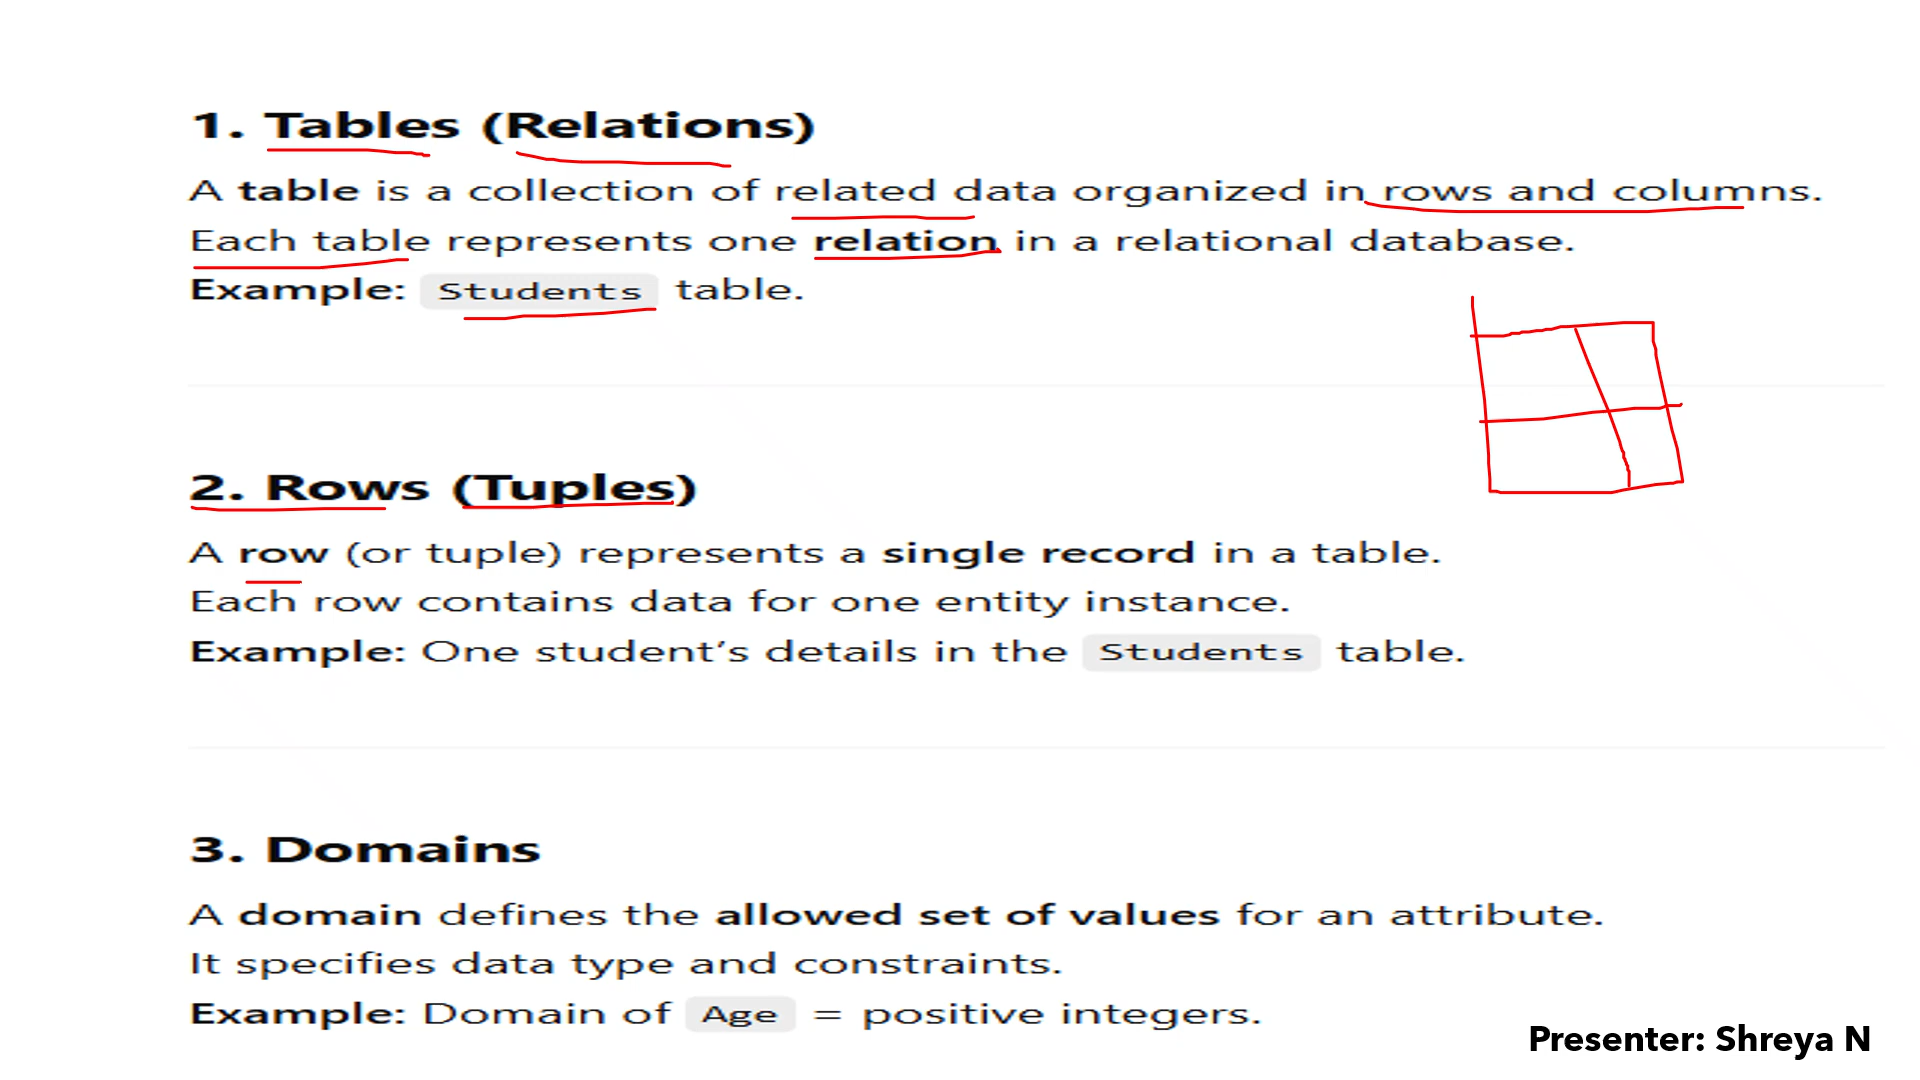 1. Tables (Relations)
A table is a collection of related data organized in rows and columns.
Each table represents one relation in a relational database.
Example: Students table.
2. Rows (Tuples)
A row (or tuple) represents a single record in a table.
Each row contains data for one entity instance.
Example: One student’s details in the Students table.
3. Domains
A domain defines the allowed set of values for an attribute.
It specifies data type and constraints.
Example: Domain of Age = positive integers.
Presenter: Shreya N